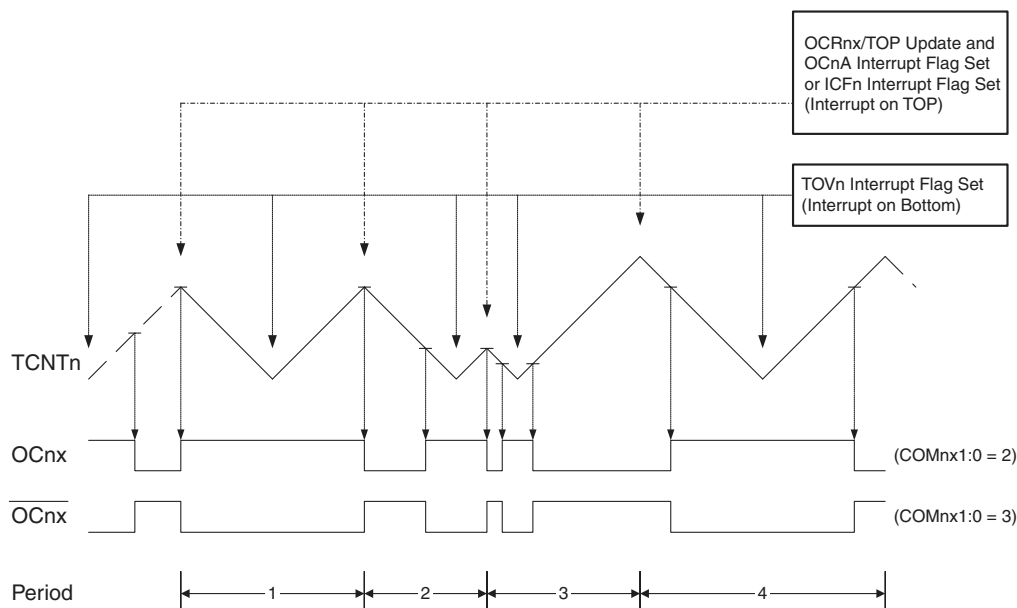 OCRnx/TOP Update and
OCnA Interrupt Flag Set
or ICFn Interrupt Flag Set
(Interrupt on TOP)
TOVn Interrupt Flag Set
(Interrupt on Bottom)
TCNTn
OCnx
(COMnx1:0 = 2)
OCnx
(COMnx1:0 = 3)
Period
1
2
3
4